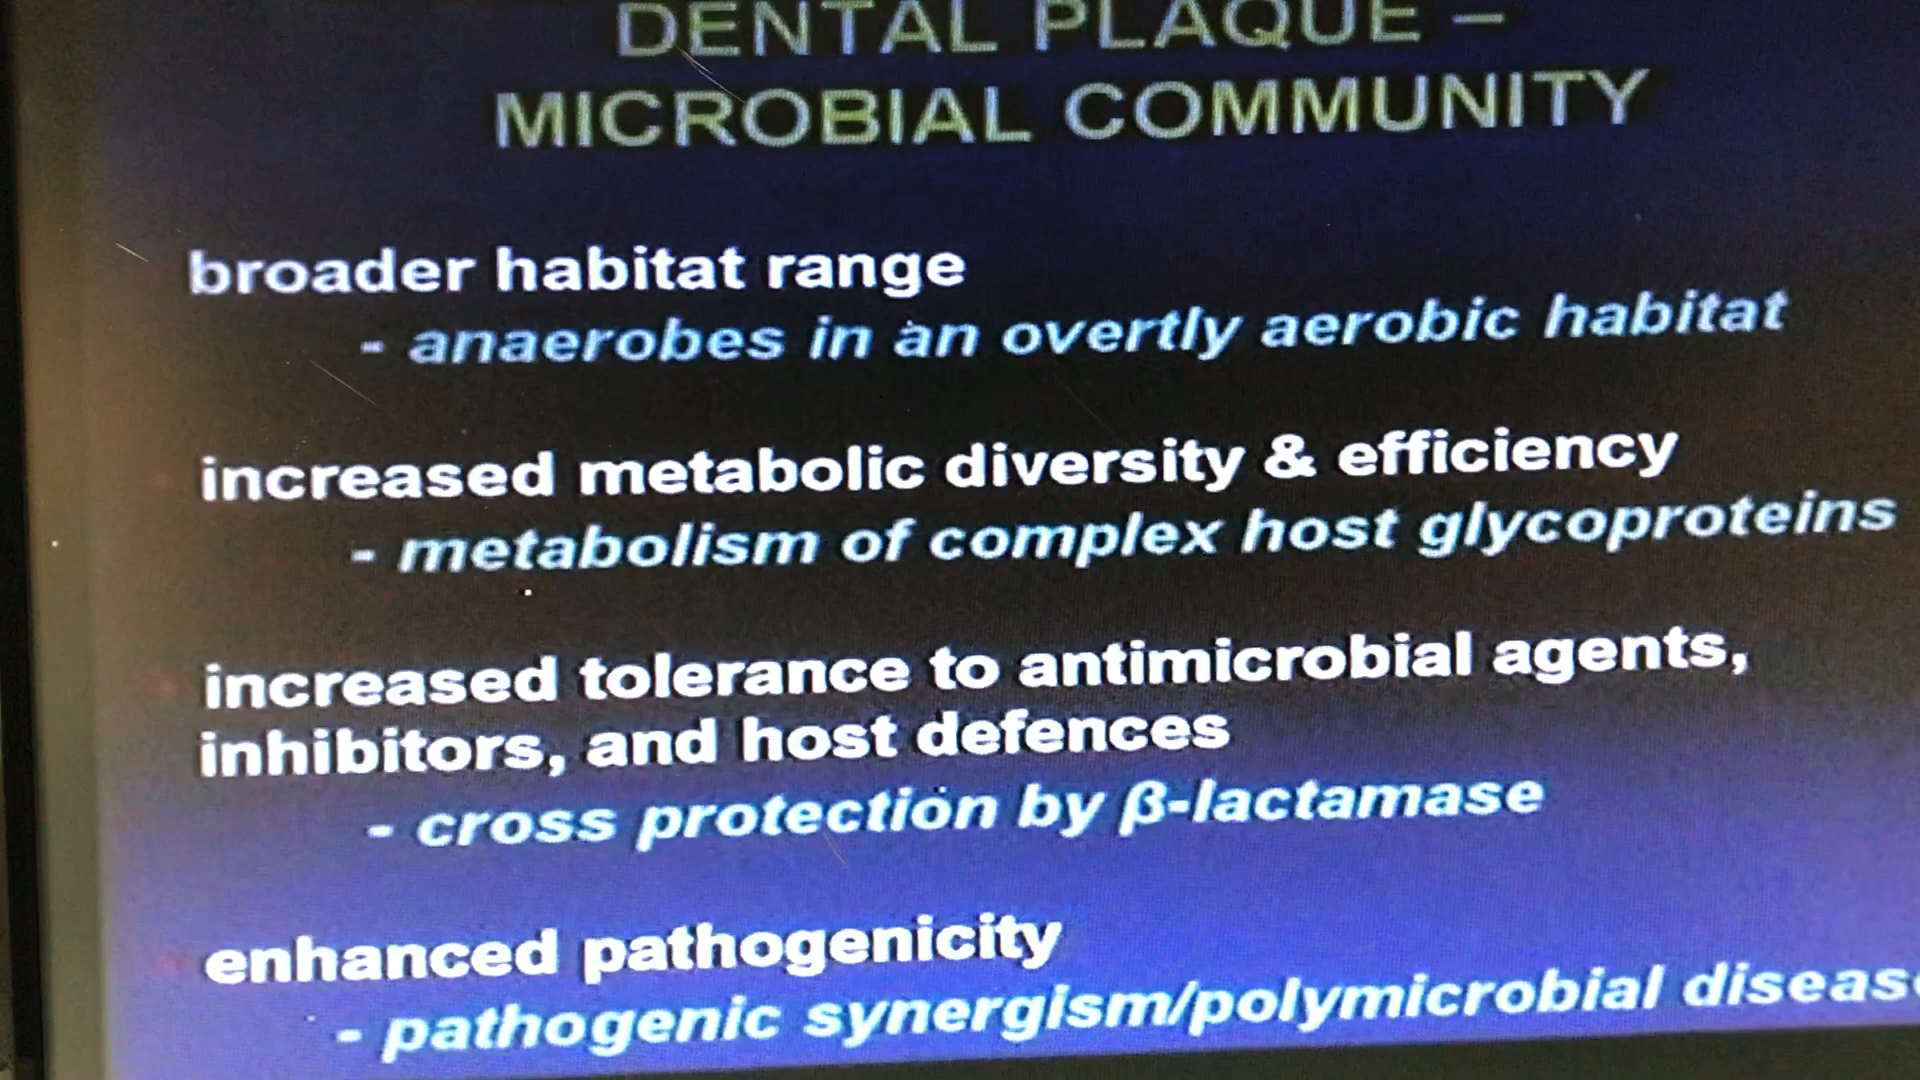 DENTAL PLAQUE –
MICROBIAL COMMUNITY
broader habitat range
- anaerobes in an overtly aerobic habitat
increased metabolic diversity & efficiency
- metabolism of complex host glycoproteins
increased tolerance to antimicrobial agents,
inhibitors, and host defences
- cross protection by β-lactamase
enhanced pathogenicity
- pathogenic synergism/polymicrobial diseas